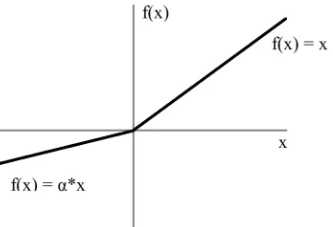 f(x)
f(x) = x
x
f(x) = α*x